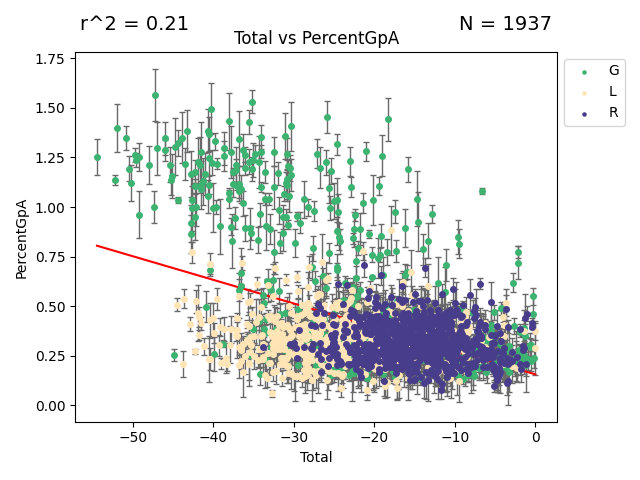 r^2 = 0.21
N = 1937
Total vs PercentGpA
1.75
1.50
1.25
1.00
0.75
0.50
0.25
0.00
PercentGpA
−50
−40
−30
−20
−10
0
Total
G
L
R